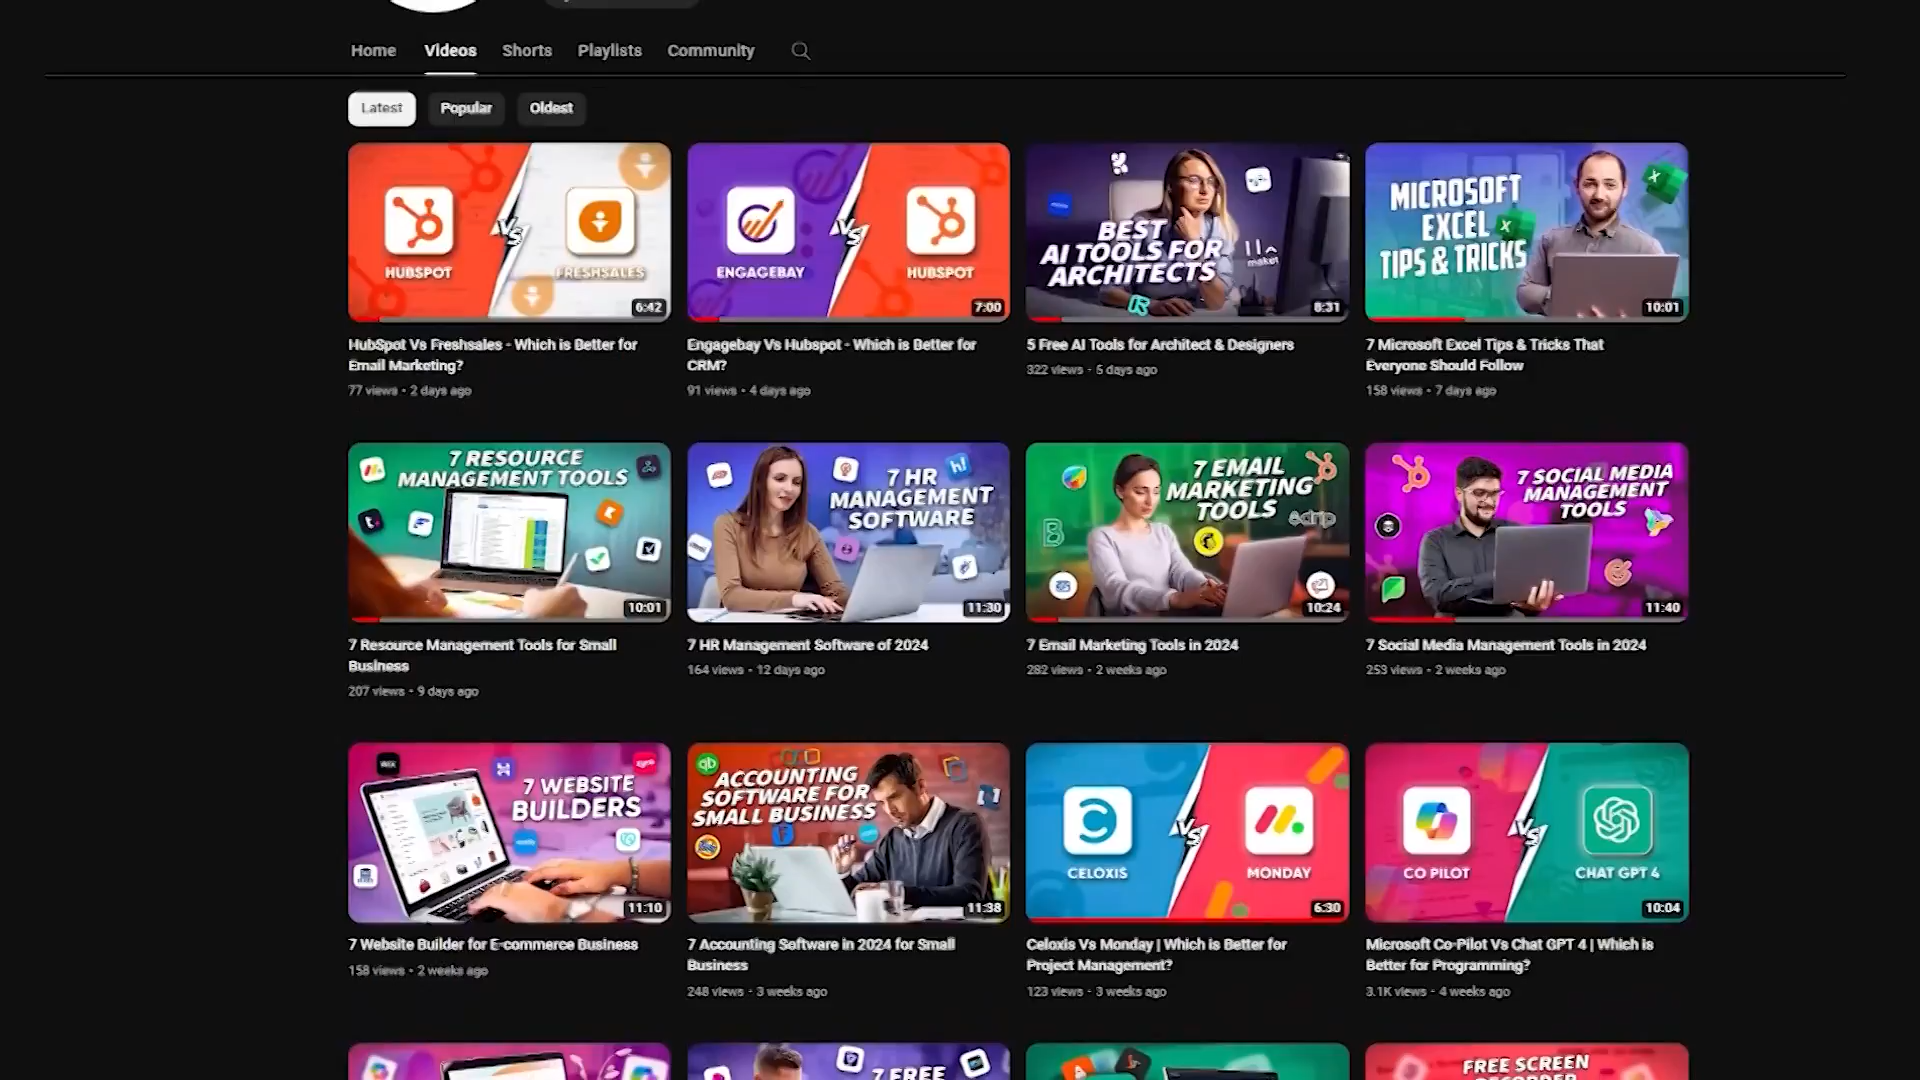 Home Videos Shorts Playlists Community
Latest Popular Oldest
VS
HUBSPOT FRESHSALES
6:42
VS
ENGAGEBAY HUBSPOT
7:00
BEST
AI TOOLS FOR
ARCHITECTS
maket
8:31
MICROSOFT
EXCEL
TIPS & TRICKS
10:01
HubSpot Vs Freshsales - Which is Better for
Email Marketing?
77 views • 2 days ago
Engagebay Vs Hubspot - Which is Better for
CRM?
91 views • 4 days ago
5 Free AI Tools for Architect & Designers
322 views • 5 days ago
7 Microsoft Excel Tips & Tricks That
Everyone Should Follow
158 views • 7 days ago
7 RESOURCE
MANAGEMENT TOOLS
10:01
7 HR
MANAGEMENT
SOFTWARE
11:30
7 EMAIL
MARKETING
TOOLS
drip
10:24
7 SOCIAL MEDIA
MANAGEMENT
TOOLS
11:40
7 Resource Management Tools for Small
Business
207 views • 9 days ago
7 HR Management Software of 2024
164 views • 12 days ago
7 Email Marketing Tools in 2024
282 views • 2 weeks ago
7 Social Media Management Tools in 2024
253 views • 2 weeks ago
WIX
7 WEBSITE
BUILDERS
11:10
qb
ACCOUNTING
SOFTWARE FOR
SMALL BUSINESS
11:38
VS
CELOXIS MONDAY
6:30
VS
CO PILOT CHAT GPT 4
10:04
7 Website Builder for E-commerce Business
158 views • 2 weeks ago
7 Accounting Software in 2024 for Small
Business
248 views • 3 weeks ago
Celoxis Vs Monday | Which is Better for
Project Management?
123 views • 3 weeks ago
Microsoft Co-Pilot Vs Chat GPT 4 | Which is
Better for Programming?
3.1K views • 4 weeks ago
7 FREE
FREE SCREEN
RECORDER